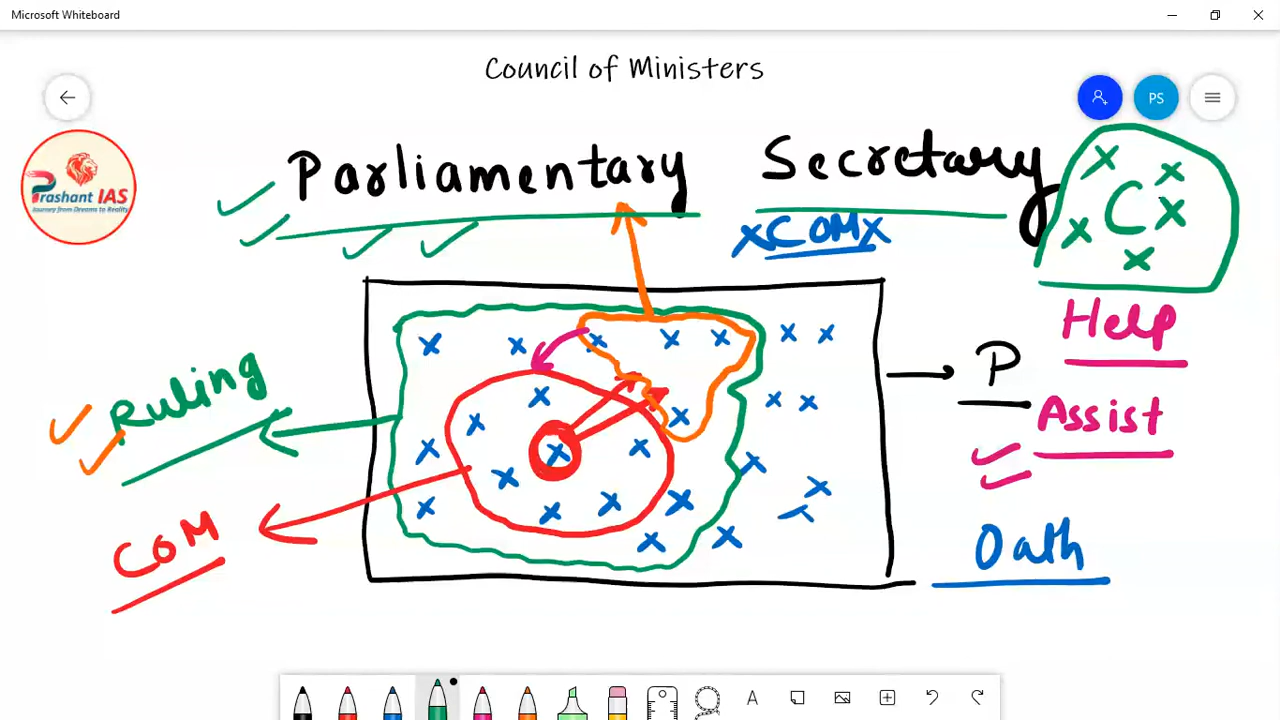 Microsoft Whiteboard
Council of Ministers
PS
Prashant IAS
Journey from Dreams to Reality
Parliamentary Secretary
x COM x
C
Help
P
Assist
Ruling
COM
Oath
A